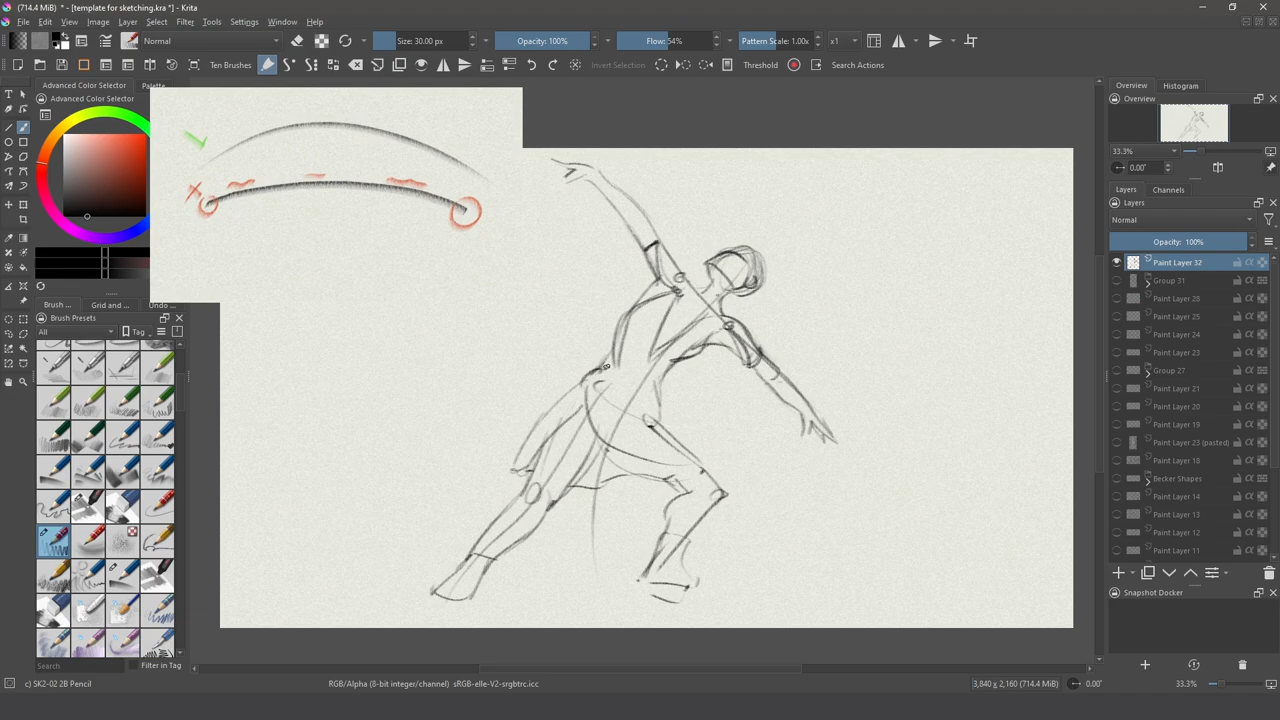 (714.4 MiB) * - [template for sketching.kra *] - Krita
File Edit View Image Layer Select Filter Tools Settings Window Help
Normal Size: 30.00 px Opacity: 100% Flow: 54% Pattern Scale: 1.00x x1
Ten Brushes Invert Selection Threshold Search Actions
Advanced Color Selector Palette
Advanced Color Selector
Overview Histogram
Overview
33.3%
0.00°
Layers Channels
Layers
Normal
Opacity: 100%
Paint Layer 32
Group 31
Paint Layer 28
Paint Layer 25
Paint Layer 24
Paint Layer 23
Group 27
Paint Layer 21
Paint Layer 20
Paint Layer 19
Paint Layer 23 (pasted)
Paint Layer 18
Becker Shapes
Paint Layer 14
Paint Layer 13
Paint Layer 12
Paint Layer 11
Snapshot Docker
Brush ... Grid and ... Undo ...
Brush Presets
All Tag
Search Filter in Tag
c) SK2-02 2B Pencil RGB/Alpha (8-bit integer/channel) sRGB-elle-V2-srgbtrc.icc 3,840 x 2,160 (714.4 MiB) 0.00° 33.3%